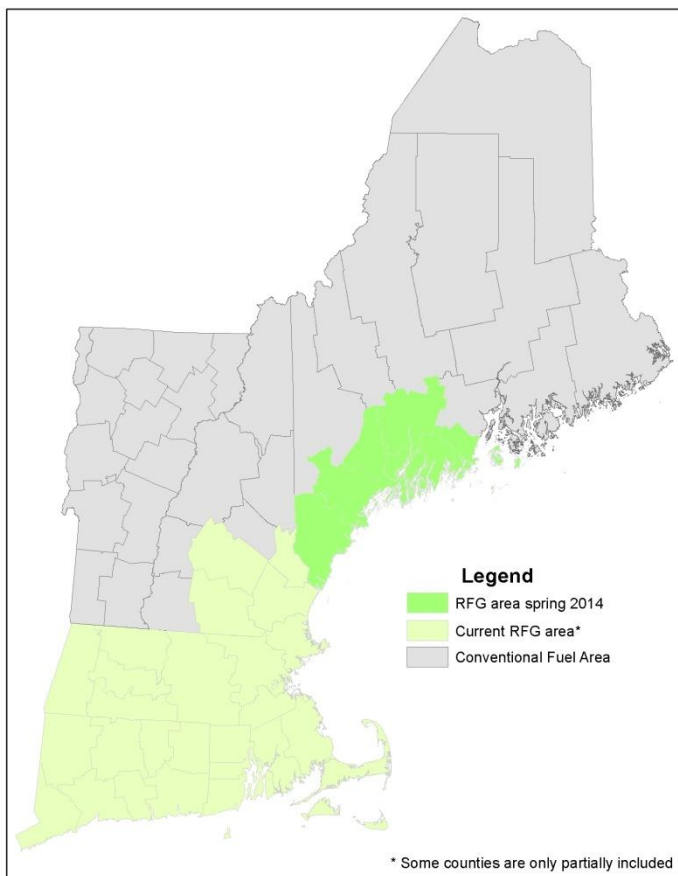 Legend
RFG area spring 2014
Current RFG area*
Conventional Fuel Area
* Some counties are only partially included